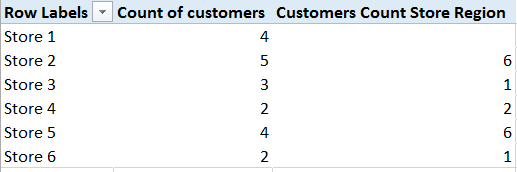 Row Labels Count of customers Customers Count Store Region
Store 1 4
Store 2 5 6
Store 3 3 1
Store 4 2 2
Store 5 4 6
Store 6 2 1